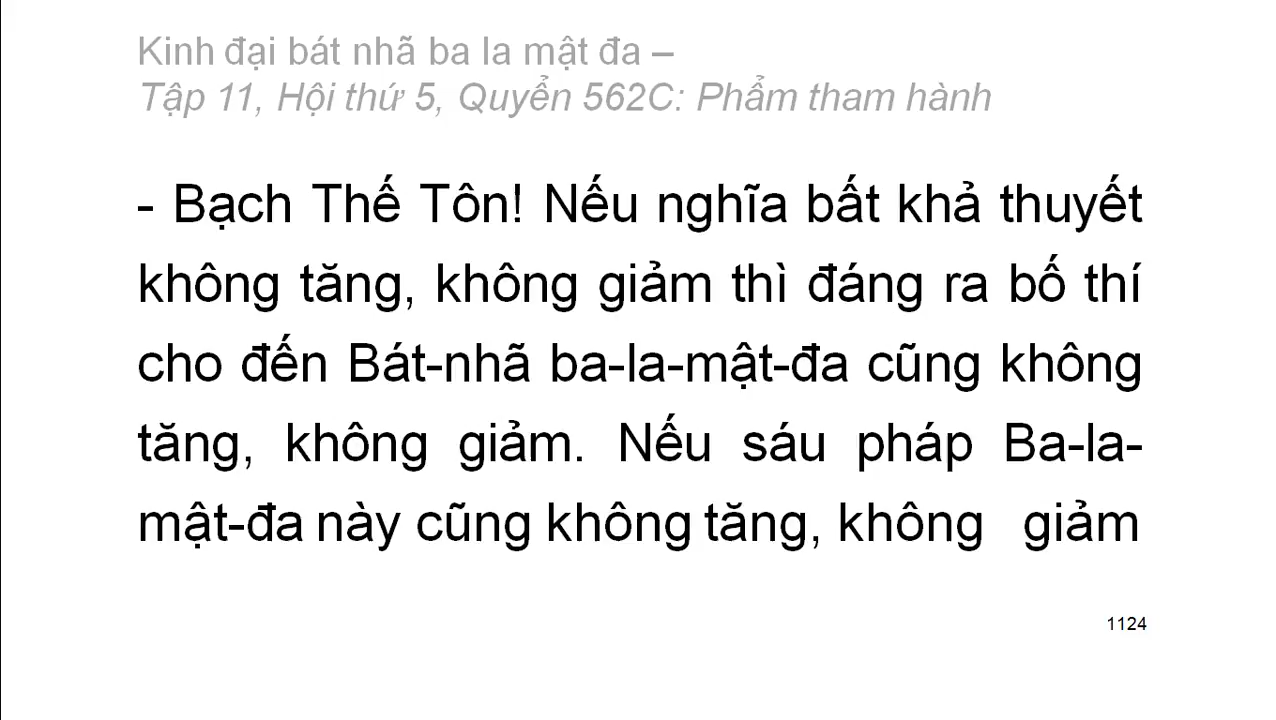 Kinh đại bát nhã ba la mật đa –
Tập 11, Hội thứ 5, Quyển 562C: Phẩm tham hành
- Bạch Thế Tôn! Nếu nghĩa bất khả thuyết
không tăng, không giảm thì đáng ra bố thí
cho đến Bát-nhã ba-la-mật-đa cũng không
tăng, không giảm. Nếu sáu pháp Ba-la-
mật-đa này cũng không tăng, không giảm
1124